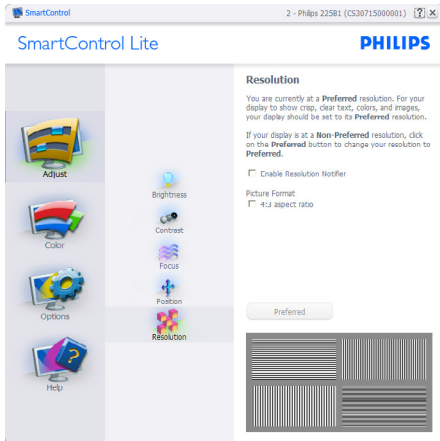 SmartControl
2 - Philips 225B1 (CS30715000001)
?
X
SmartControl Lite
PHILIPS
Resolution
You are currently at a Preferred resolution. For your
display to show crisp, clear text, colors, and images,
your display should be set to its Preferred resolution.
If your display is at a Non-Preferred resolution, click
on the Preferred button to change your resolution to
Preferred.
Enable Resolution Notifier
Picture Format
4:3 aspect ratio
Preferred
Adjust
Color
Options
Help
Brightness
Contrast
Focus
Position
Resolution